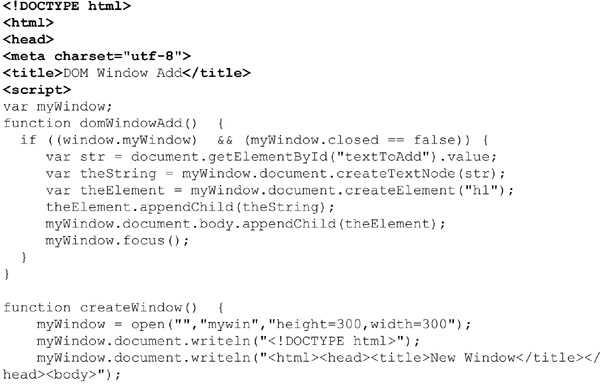 <!DOCTYPE html>
<html>
<head>
<meta charset="utf-8">
<title>DOM Window Add</title>
<script>
var myWindow;
function domWindowAdd()  {
  if ((window.myWindow)  && (myWindow.closed == false)) {
     var str = document.getElementById("textToAdd").value;
     var theString = myWindow.document.createTextNode(str);
     var theElement = myWindow.document.createElement("h1");
     theElement.appendChild(theString);
     myWindow.document.body.appendChild(theElement);
     myWindow.focus();
  }
}

function createWindow()  {
    myWindow = open("","mywin","height=300,width=300");
    myWindow.document.writeln("<!DOCTYPE html>");
    myWindow.document.writeln("<html><head><title>New Window</title></
head><body>");